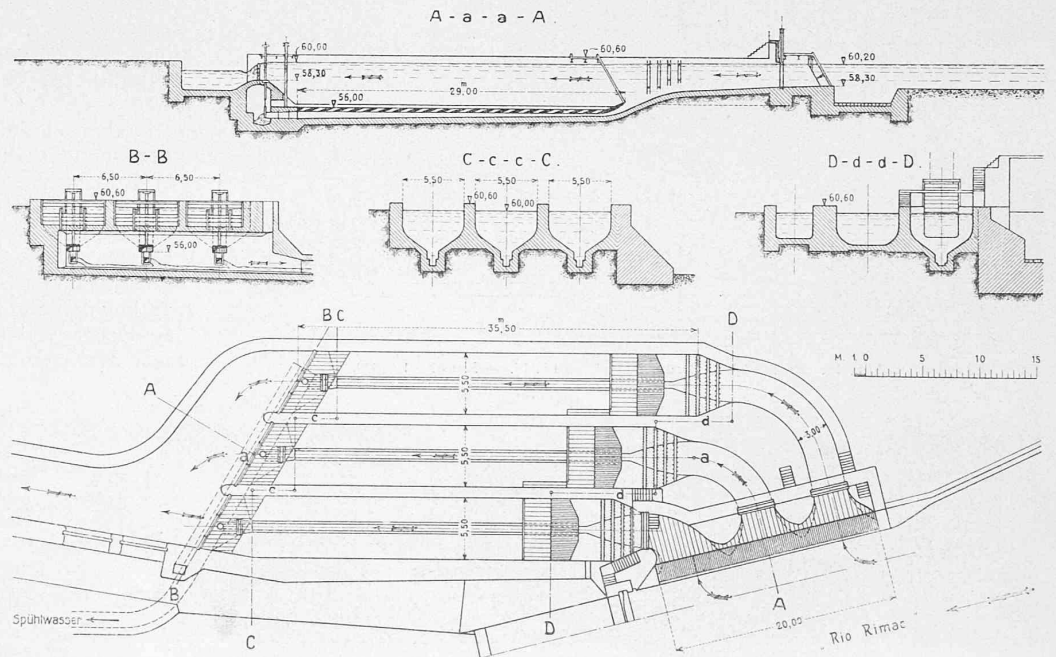 A-a-a-A.
60,00
60,60
60,20
58,30
58,30
m
29,00
56,00
B-B
6,50
6,50
60,60
56,00
C-c-c-C.
5,50
5,50
5,50
60,60
60,00
D-d-d-D.
60,60
B C
m
35,50
D
M 1 0
5
10
15
A
5,50
c
d
3,00
a
5,50
a
c
d
5,50
B
Spühlwasser
C
D
A
20,00
Rio Rimac